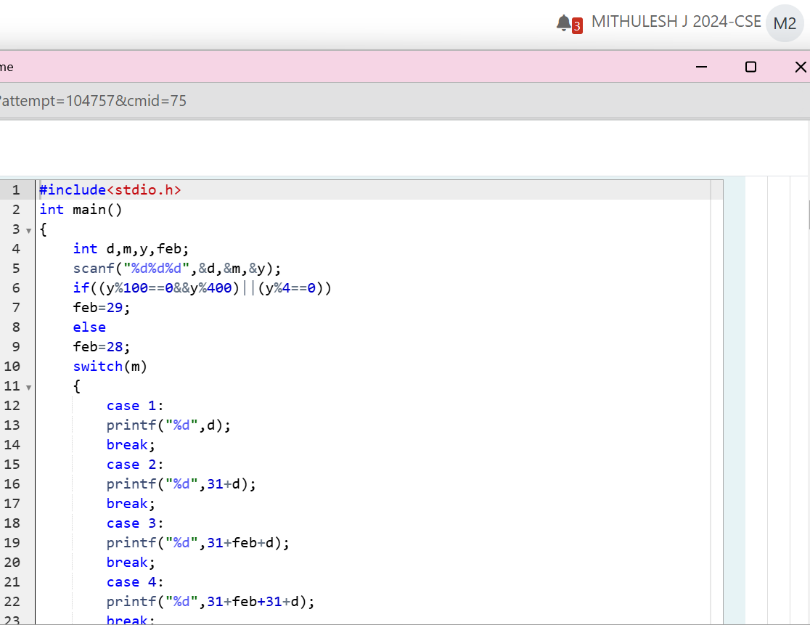 3 MITHULESH J 2024-CSE M2
me
?attempt=104757&cmid=75
1 #include<stdio.h>
2 int main()
3 {
4 int d,m,y,feb;
5 scanf("%d%d%d",&d,&m,&y);
6 if((y%100==0&&y%400)||(y%4==0))
7 feb=29;
8 else
9 feb=28;
10 switch(m)
11 {
12 case 1:
13 printf("%d",d);
14 break;
15 case 2:
16 printf("%d",31+d);
17 break;
18 case 3:
19 printf("%d",31+feb+d);
20 break;
21 case 4:
22 printf("%d",31+feb+31+d);
23 break;